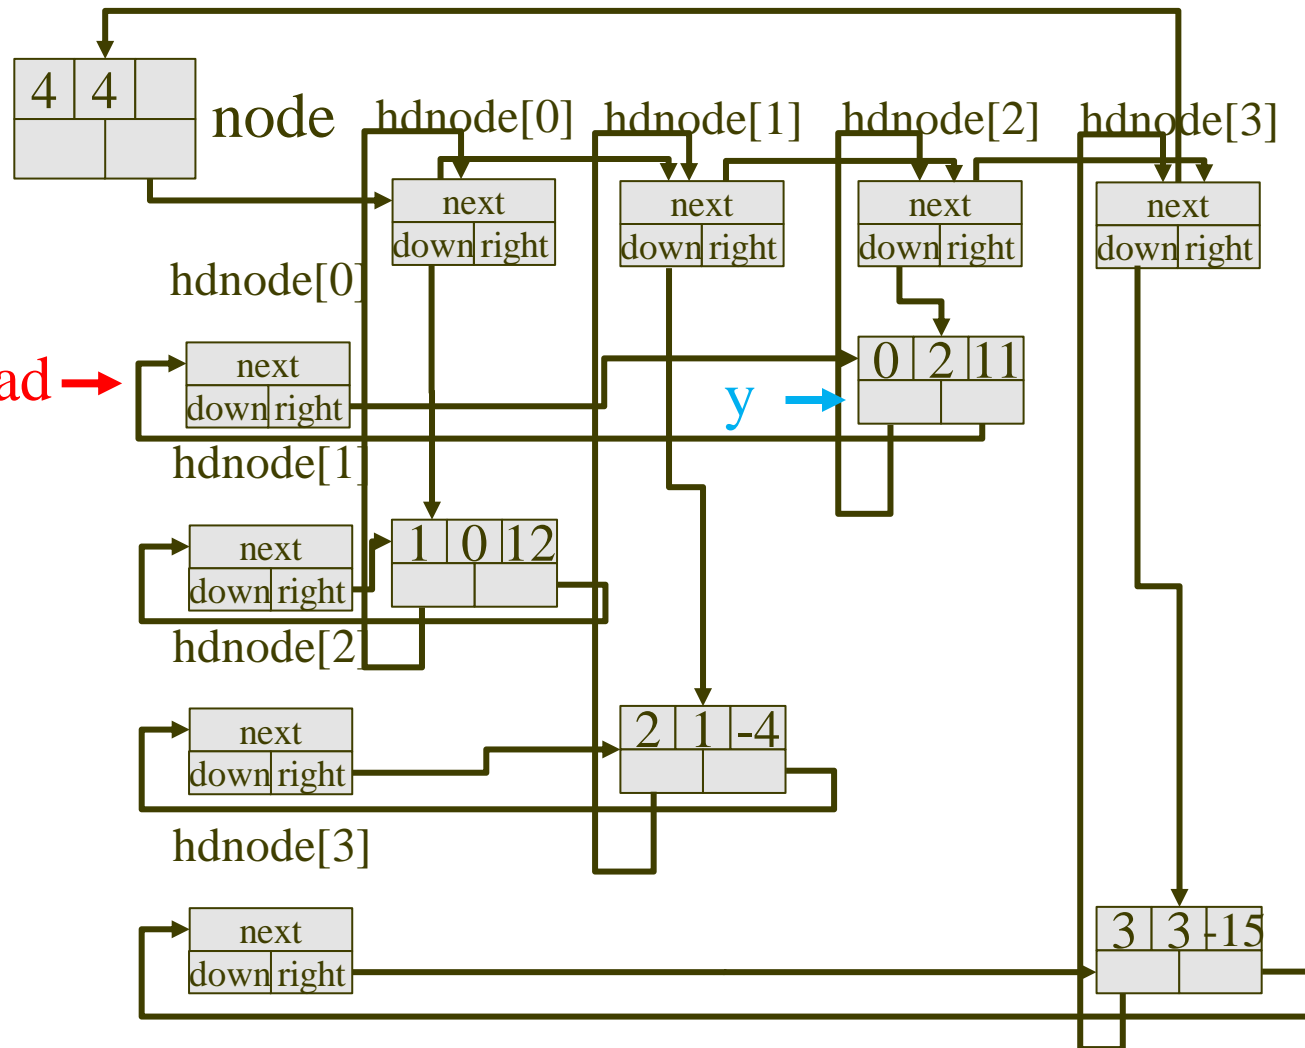 4 4
node
hdnode[0] hdnode[1] hdnode[2] hdnode[3]
next next next next
down right down right down right down right
hdnode[0]
next
down right
ad
0 2 11
y
hdnode[1]
next
down right
1 0 12
hdnode[2]
next
down right
2 1 -4
hdnode[3]
next
down right
3 3 -15